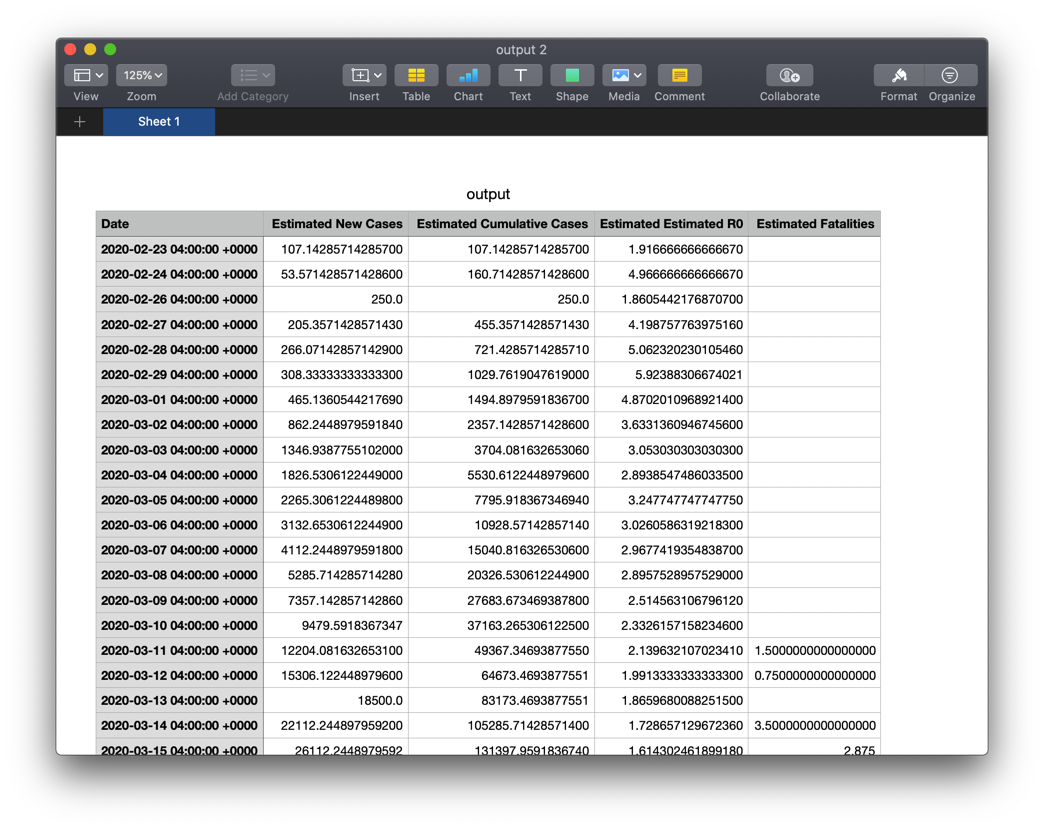 output 2
125%
View Zoom Add Category Insert Table Chart Text Shape Media Comment Collaborate Format Organize
Sheet 1
output
Date Estimated New Cases Estimated Cumulative Cases Estimated Estimated R0 Estimated Fatalities
2020-02-23 04:00:00 +0000 107.14285714285700 107.14285714285700 1.916666666666670
2020-02-24 04:00:00 +0000 53.571428571428600 160.71428571428600 4.966666666666670
2020-02-26 04:00:00 +0000 250.0 250.0 1.8605442176870700
2020-02-27 04:00:00 +0000 205.3571428571430 455.3571428571430 4.198757763975160
2020-02-28 04:00:00 +0000 266.07142857142900 721.4285714285710 5.062320230105460
2020-02-29 04:00:00 +0000 308.33333333333300 1029.7619047619000 5.92388306674021
2020-03-01 04:00:00 +0000 465.1360544217690 1494.8979591836700 4.8702010968921400
2020-03-02 04:00:00 +0000 862.2448979591840 2357.1428571428600 3.6331360946745600
2020-03-03 04:00:00 +0000 1346.9387755102000 3704.081632653060 3.053030303030300
2020-03-04 04:00:00 +0000 1826.5306122449000 5530.6122448979600 2.8938547486033500
2020-03-05 04:00:00 +0000 2265.3061224489800 7795.918367346940 3.247747747747750
2020-03-06 04:00:00 +0000 3132.6530612244900 10928.57142857140 3.0260586319218300
2020-03-07 04:00:00 +0000 4112.2448979591800 15040.816326530600 2.9677419354838700
2020-03-08 04:00:00 +0000 5285.714285714280 20326.530612244900 2.8957528957529000
2020-03-09 04:00:00 +0000 7357.142857142860 27683.673469387800 2.514563106796120
2020-03-10 04:00:00 +0000 9479.5918367347 37163.265306122500 2.3326157158234600
2020-03-11 04:00:00 +0000 12204.081632653100 49367.34693877550 2.139632107023410 1.5000000000000000
2020-03-12 04:00:00 +0000 15306.122448979600 64673.4693877551 1.9913333333333300 0.7500000000000000
2020-03-13 04:00:00 +0000 18500.0 83173.4693877551 1.8659680088251500
2020-03-14 04:00:00 +0000 22112.244897959200 105285.71428571400 1.728657129672360 3.5000000000000000
2020-03-15 04:00:00 +0000 26112.2448979592 131397.9591836740 1.614302461899180 2.875